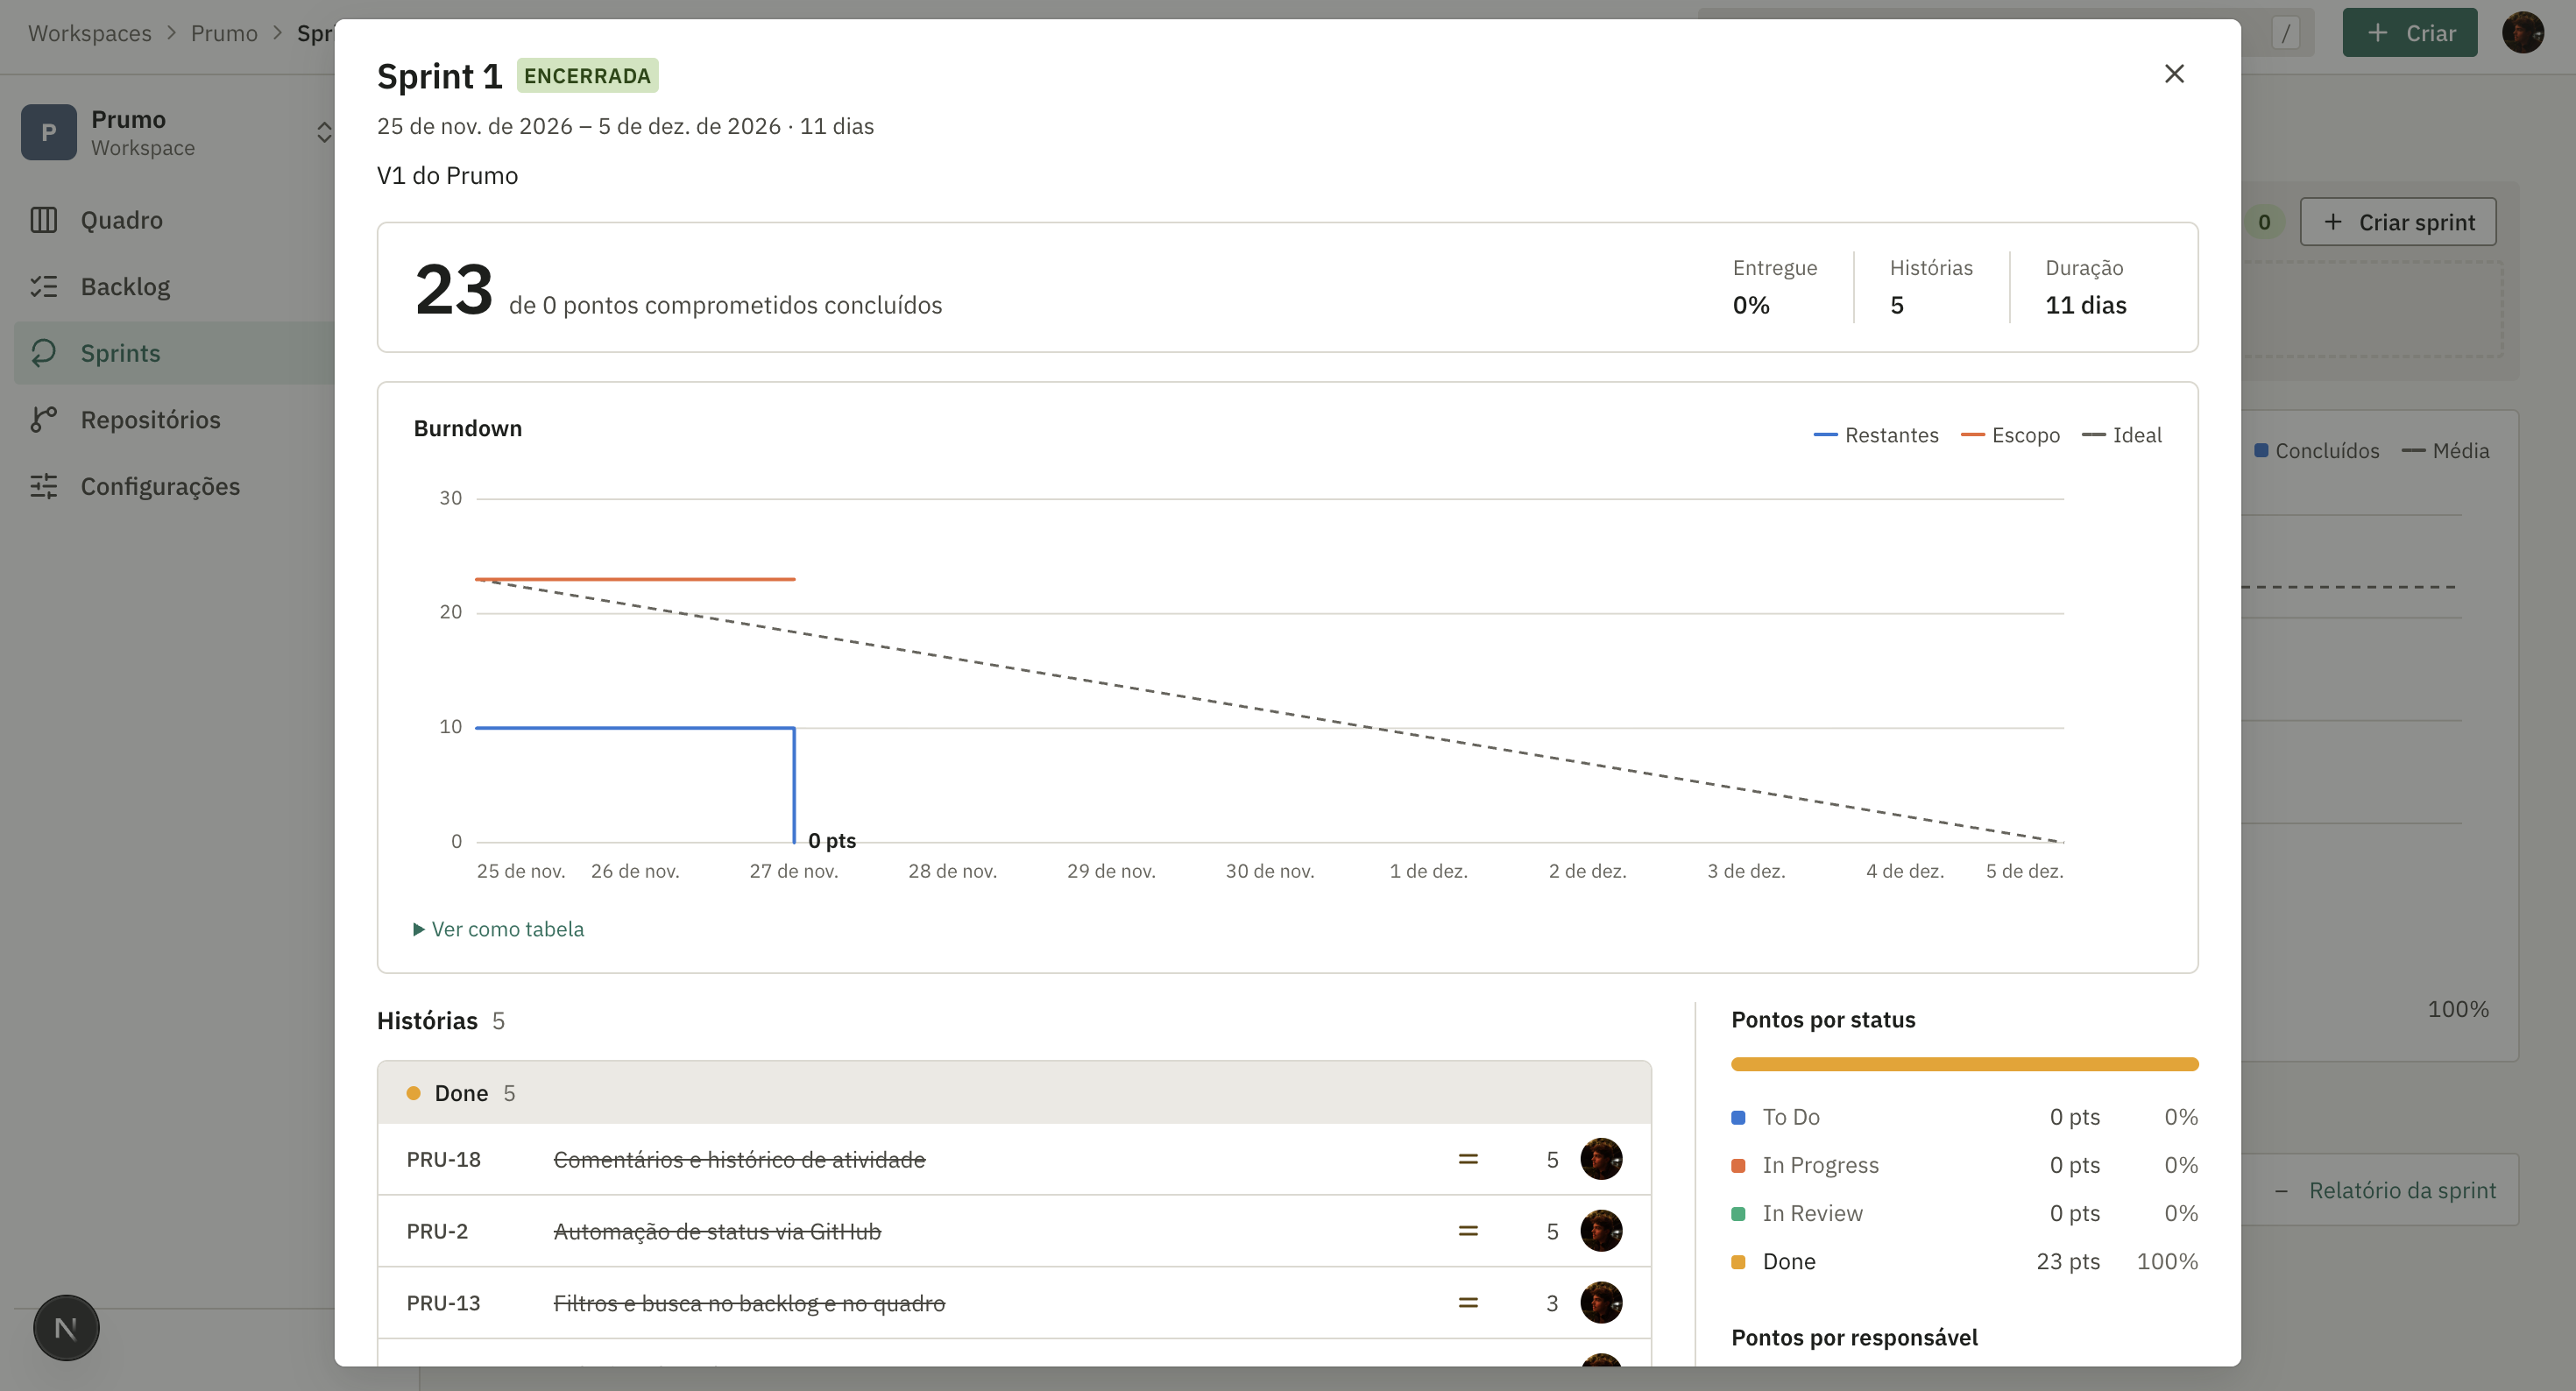 Workspaces > Prumo > Spr
/
+ Criar
P
Prumo
Workspace
Quadro
Backlog
Sprints
Repositórios
Configurações
N
Sprint 1 ENCERRADA
25 de nov. de 2026 – 5 de dez. de 2026 · 11 dias
V1 do Prumo
23 de 0 pontos comprometidos concluídos
Entregue
0%
Histórias
5
Duração
11 dias
Burndown
Restantes
Escopo
Ideal
30
20
10
0
0 pts
25 de nov.
26 de nov.
27 de nov.
28 de nov.
29 de nov.
30 de nov.
1 de dez.
2 de dez.
3 de dez.
4 de dez.
5 de dez.
Ver como tabela
Histórias 5
Done 5
PRU-18 Comentários e histórico de atividade 5
PRU-2 Automação de status via GitHub 5
PRU-13 Filtros e busca no backlog e no quadro 3
Pontos por status
To Do 0 pts 0%
In Progress 0 pts 0%
In Review 0 pts 0%
Done 23 pts 100%
Pontos por responsável
0
+ Criar sprint
Concluídos
Média
100%
– Relatório da sprint